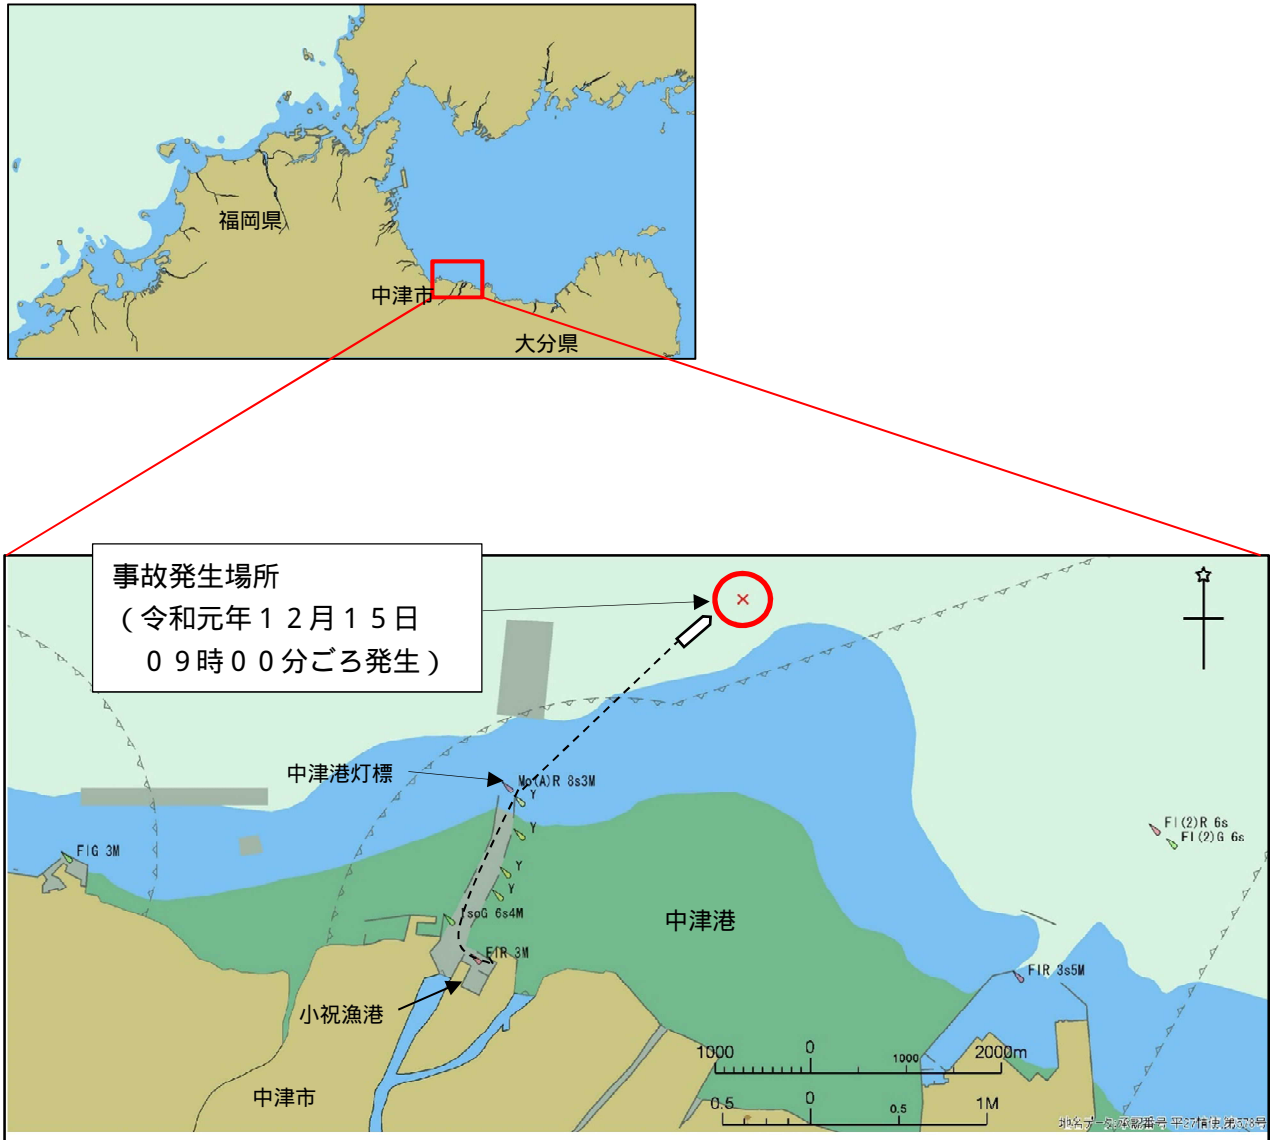 福岡県
中津市
大分県
事故発生場所
（令和元年１２月１５日
０９時００分ごろ発生）
中津港灯標
Mo(A)R 8s3M
Y
Y
Y
Y
FlG 3M
IsoG 6s4M
FlR 3M
中津港
Fl(2)R 6s
Fl(2)G 6s
FlR 3s5M
小祝漁港
中津市
1000 0 1000 2000m
0.5 0 0.5 1M